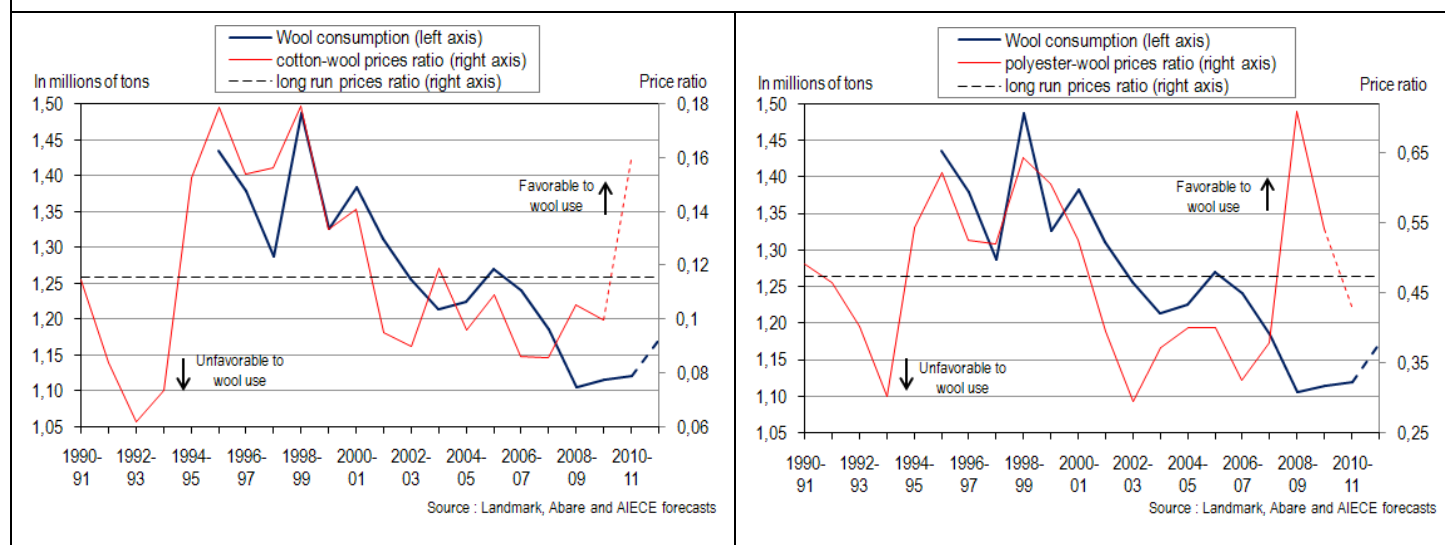 Wool consumption (left axis)
cotton-wool prices ratio (right axis)
long run prices ratio (right axis)
In millions of tons
Price ratio
1,50
1,45
1,40
1,35
1,30
1,25
1,20
1,15
1,10
1,05
0,18
0,16
0,14
0,12
0,1
0,08
0,06
Favorable to
wool use
Unfavorable to
wool use
1990- 1992- 1994- 1996- 1998- 2000- 2002- 2004- 2006- 2008- 2010-
91 93 95 97 99 01 03 05 07 09 11
Source : Landmark, Abare and AIECE forecasts
Wool consumption (left axis)
polyester-wool prices ratio (right axis)
long run prices ratio (right axis)
In millions of tons
Price ratio
1,50
1,45
1,40
1,35
1,30
1,25
1,20
1,15
1,10
1,05
0,65
0,55
0,45
0,35
0,25
Favorable to
wool use
Unfavorable to
wool use
1990- 1992- 1994- 1996- 1998- 2000- 2002- 2004- 2006- 2008- 2010-
91 93 95 97 99 01 03 05 07 09 11
Source : Landmark, Abare and AIECE forecasts